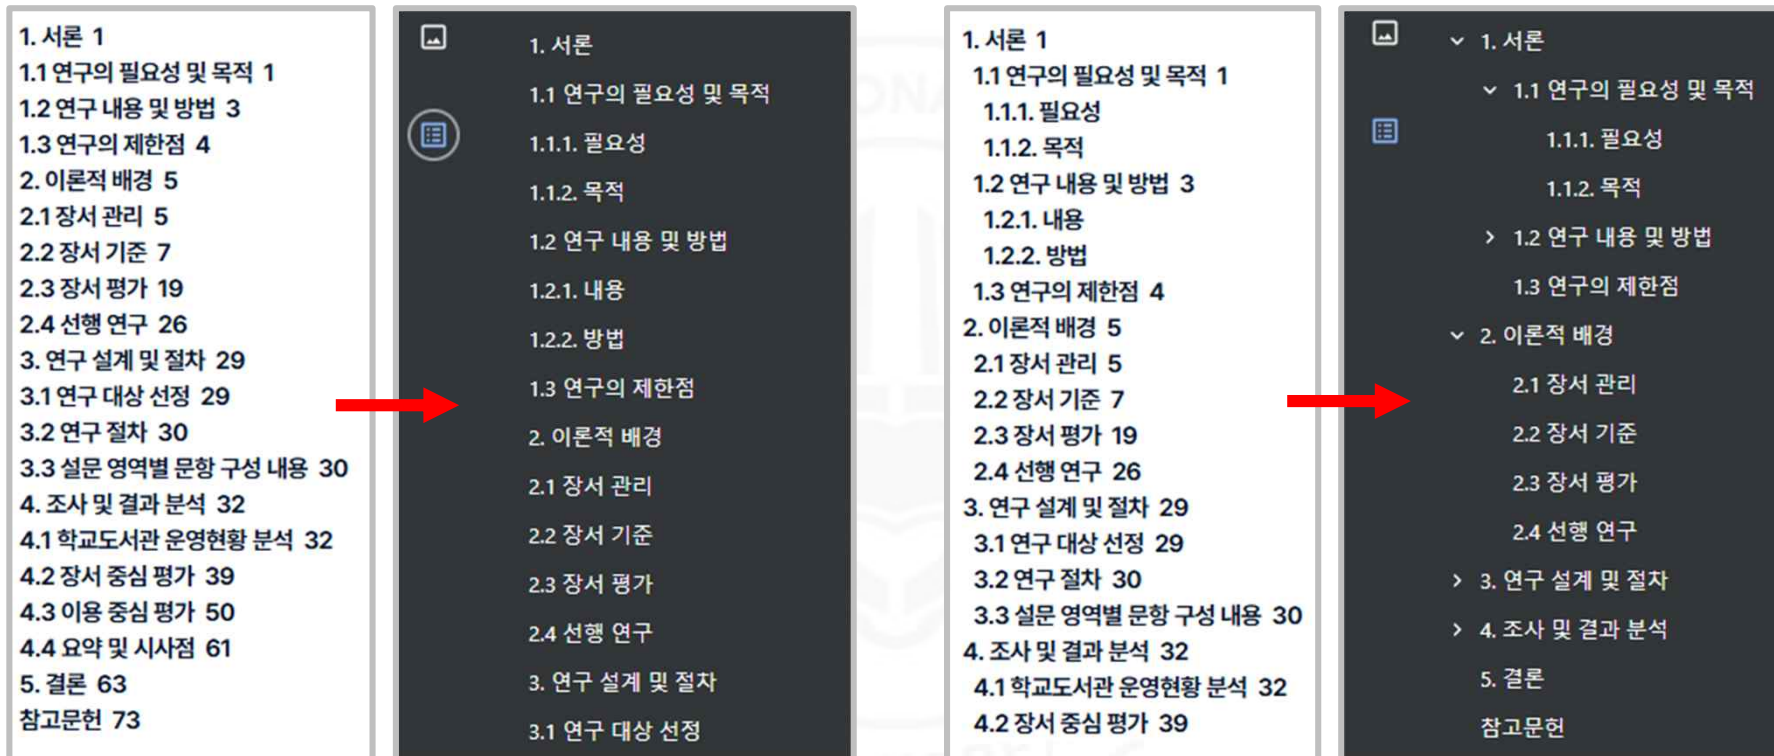 1. 서론 1
1.1 연구의 필요성 및 목적 1
1.2 연구 내용 및 방법 3
1.3 연구의 제한점 4
2. 이론적 배경 5
2.1 장서 관리 5
2.2 장서 기준 7
2.3 장서 평가 19
2.4 선행 연구 26
3. 연구 설계 및 절차 29
3.1 연구 대상 선정 29
3.2 연구 절차 30
3.3 설문 영역별 문항 구성 내용 30
4. 조사 및 결과 분석 32
4.1 학교도서관 운영현황 분석 32
4.2 장서 중심 평가 39
4.3 이용 중심 평가 50
4.4 요약 및 시사점 61
5. 결론 63
참고문헌 73
1. 서론
1.1 연구의 필요성 및 목적
1.1.1. 필요성
1.1.2. 목적
1.2 연구 내용 및 방법
1.2.1. 내용
1.2.2. 방법
1.3 연구의 제한점
2. 이론적 배경
2.1 장서 관리
2.2 장서 기준
2.3 장서 평가
2.4 선행 연구
3. 연구 설계 및 절차
3.1 연구 대상 선정
1. 서론 1
1.1 연구의 필요성 및 목적 1
1.1.1. 필요성
1.1.2. 목적
1.2 연구 내용 및 방법 3
1.2.1. 내용
1.2.2. 방법
1.3 연구의 제한점 4
2. 이론적 배경 5
2.1 장서 관리 5
2.2 장서 기준 7
2.3 장서 평가 19
2.4 선행 연구 26
3. 연구 설계 및 절차 29
3.1 연구 대상 선정 29
3.2 연구 절차 30
3.3 설문 영역별 문항 구성 내용 30
4. 조사 및 결과 분석 32
4.1 학교도서관 운영현황 분석 32
4.2 장서 중심 평가 39
1. 서론
1.1 연구의 필요성 및 목적
1.1.1. 필요성
1.1.2. 목적
1.2 연구 내용 및 방법
1.3 연구의 제한점
2. 이론적 배경
2.1 장서 관리
2.2 장서 기준
2.3 장서 평가
2.4 선행 연구
3. 연구 설계 및 절차
4. 조사 및 결과 분석
5. 결론
참고문헌